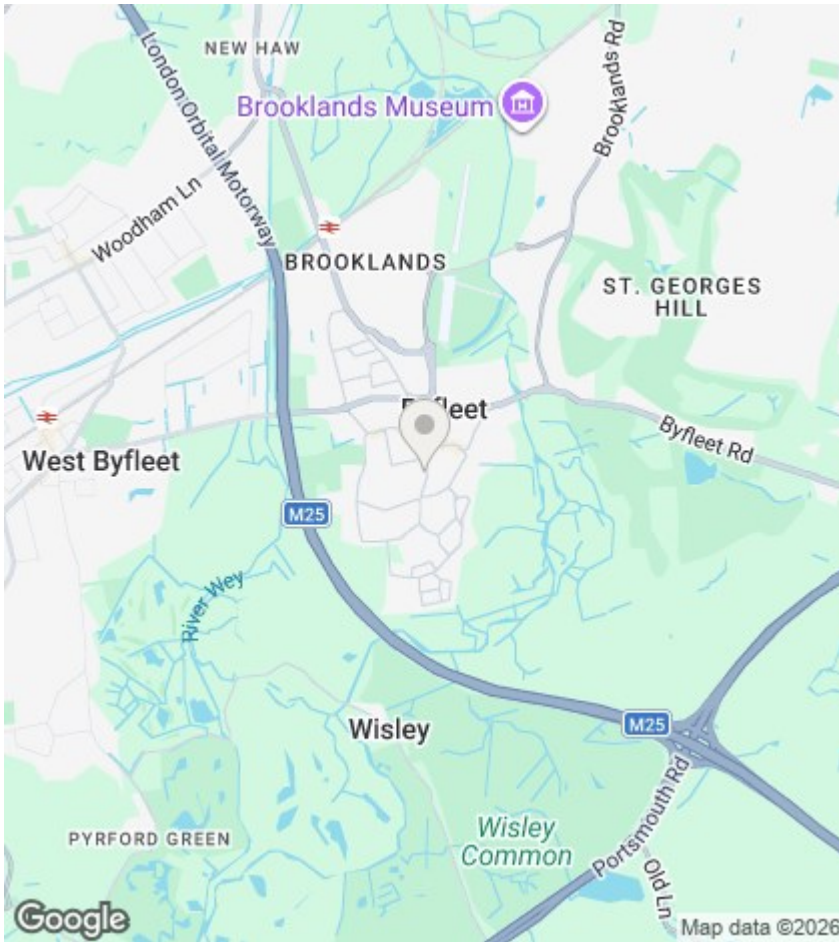 NEW HAW
London Orbital Motorway
Brooklands Museum
Brooklands Rd
Woodham Ln
BROOKLANDS
ST. GEORGES
HILL
West Byfleet
Byfleet Rd
M25
River Wey
Wisley
M25
PYRFORD GREEN
Wisley
Common
Portsmouth Rd
Old Ln
Google
Map data ©2026